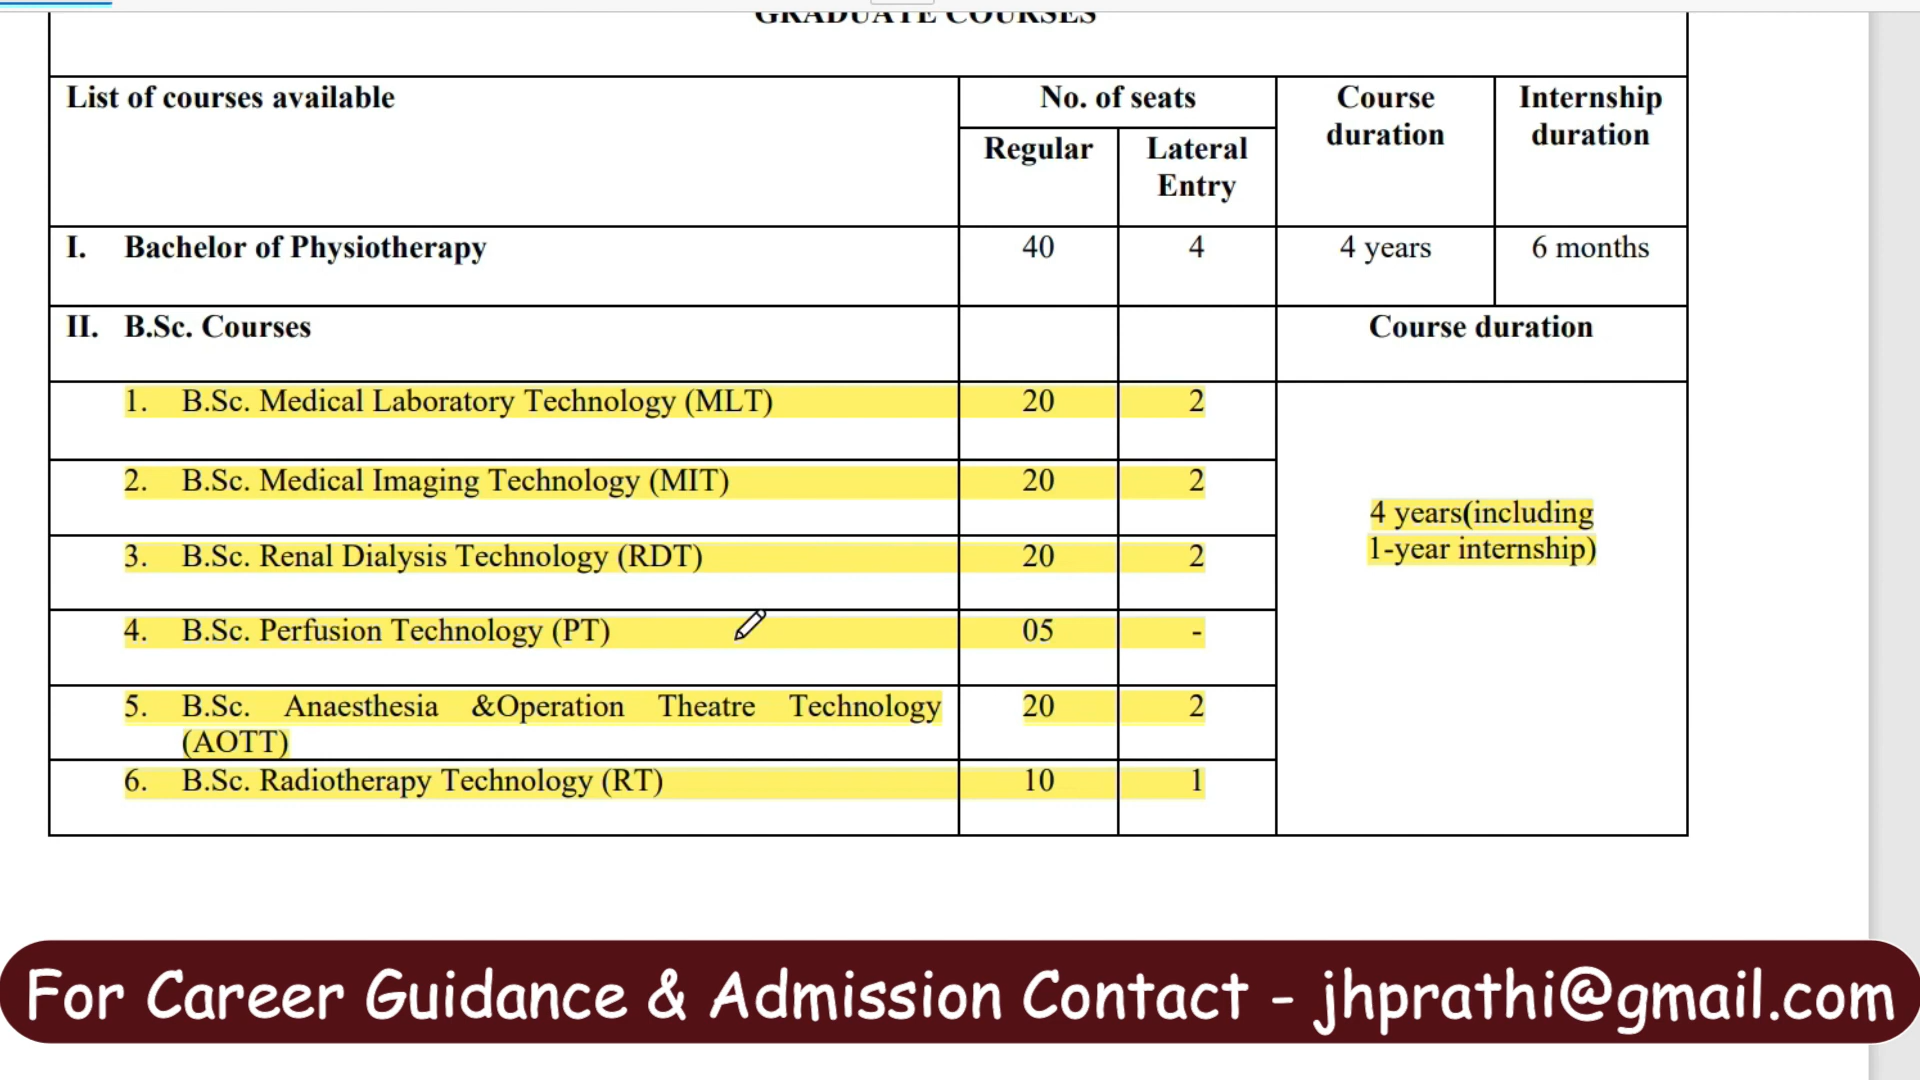 GRADUATE COURSES
List of courses available
No. of seats
Course
duration
Internship
duration
Regular
Lateral
Entry
I. Bachelor of Physiotherapy 40 4 4 years 6 months
II. B.Sc. Courses Course duration
1. B.Sc. Medical Laboratory Technology (MLT) 20 2
2. B.Sc. Medical Imaging Technology (MIT) 20 2
4 years(including
1-year internship)
3. B.Sc. Renal Dialysis Technology (RDT) 20 2
4. B.Sc. Perfusion Technology (PT) 05 -
5. B.Sc. Anaesthesia &Operation Theatre Technology 20 2
(AOTT)
6. B.Sc. Radiotherapy Technology (RT) 10 1
For Career Guidance & Admission Contact - jhprathi@gmail.com